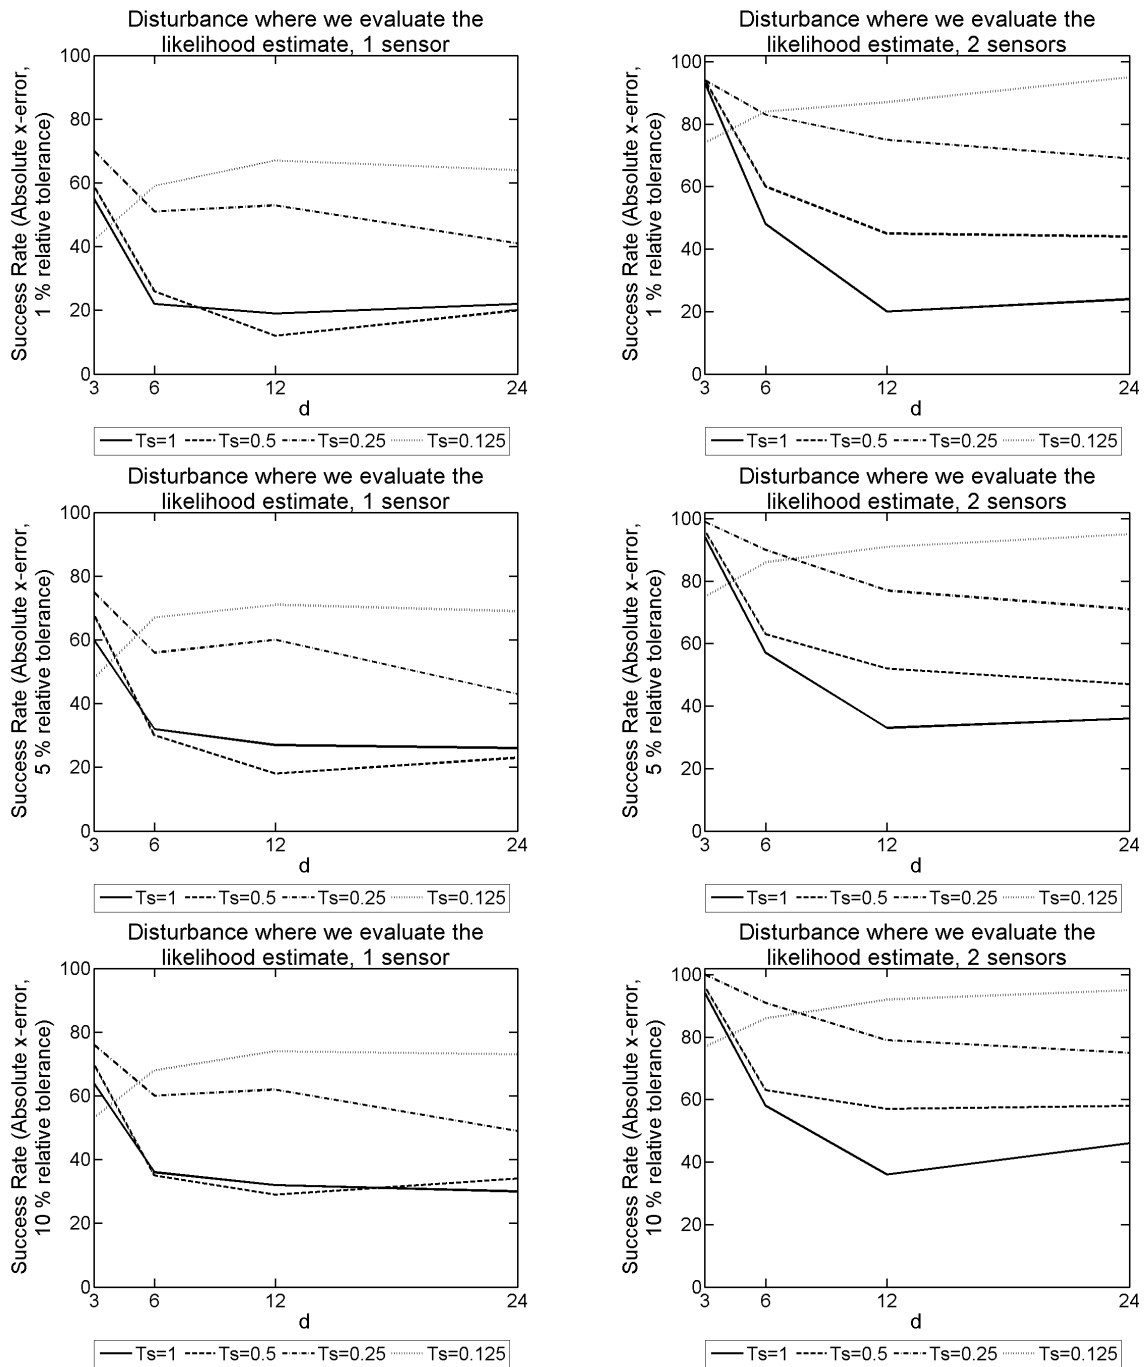 Disturbance where we evaluate the
likelihood estimate, 1 sensor
Success Rate (Absolute x-error,
1 % relative tolerance)
100
80
60
40
20
0
3
6
12
24
d
Ts=1 Ts=0.5 Ts=0.25 Ts=0.125
Disturbance where we evaluate the
likelihood estimate, 2 sensors
Success Rate (Absolute x-error,
1 % relative tolerance)
100
80
60
40
20
0
3
6
12
24
d
Ts=1 Ts=0.5 Ts=0.25 Ts=0.125
Disturbance where we evaluate the
likelihood estimate, 1 sensor
Success Rate (Absolute x-error,
5 % relative tolerance)
100
80
60
40
20
0
3
6
12
24
d
Ts=1 Ts=0.5 Ts=0.25 Ts=0.125
Disturbance where we evaluate the
likelihood estimate, 2 sensors
Success Rate (Absolute x-error,
5 % relative tolerance)
100
80
60
40
20
0
3
6
12
24
d
Ts=1 Ts=0.5 Ts=0.25 Ts=0.125
Disturbance where we evaluate the
likelihood estimate, 1 sensor
Success Rate (Absolute x-error,
10 % relative tolerance)
100
80
60
40
20
0
3
6
12
24
d
Ts=1 Ts=0.5 Ts=0.25 Ts=0.125
Disturbance where we evaluate the
likelihood estimate, 2 sensors
Success Rate (Absolute x-error,
10 % relative tolerance)
100
80
60
40
20
0
3
6
12
24
d
Ts=1 Ts=0.5 Ts=0.25 Ts=0.125